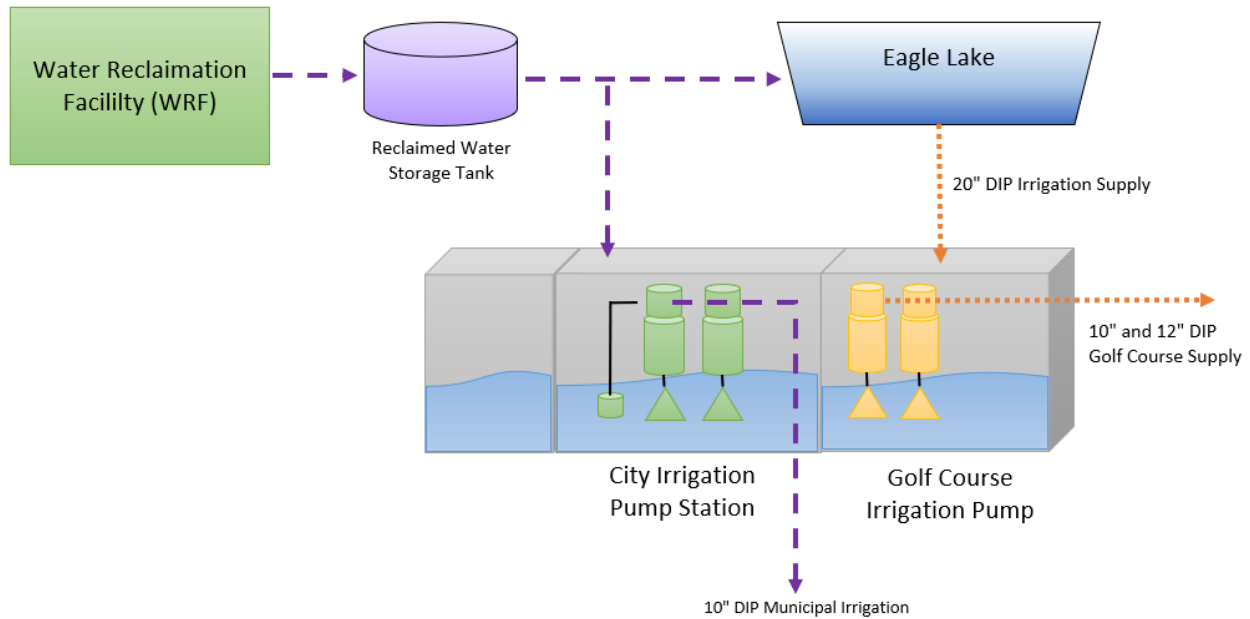 Water Reclaimation
Facililty (WRF)
Reclaimed Water
Storage Tank
Eagle Lake
20" DIP Irrigation Supply
10" and 12" DIP
Golf Course Supply
City Irrigation
Pump Station
Golf Course
Irrigation Pump
10" DIP Municipal Irrigation